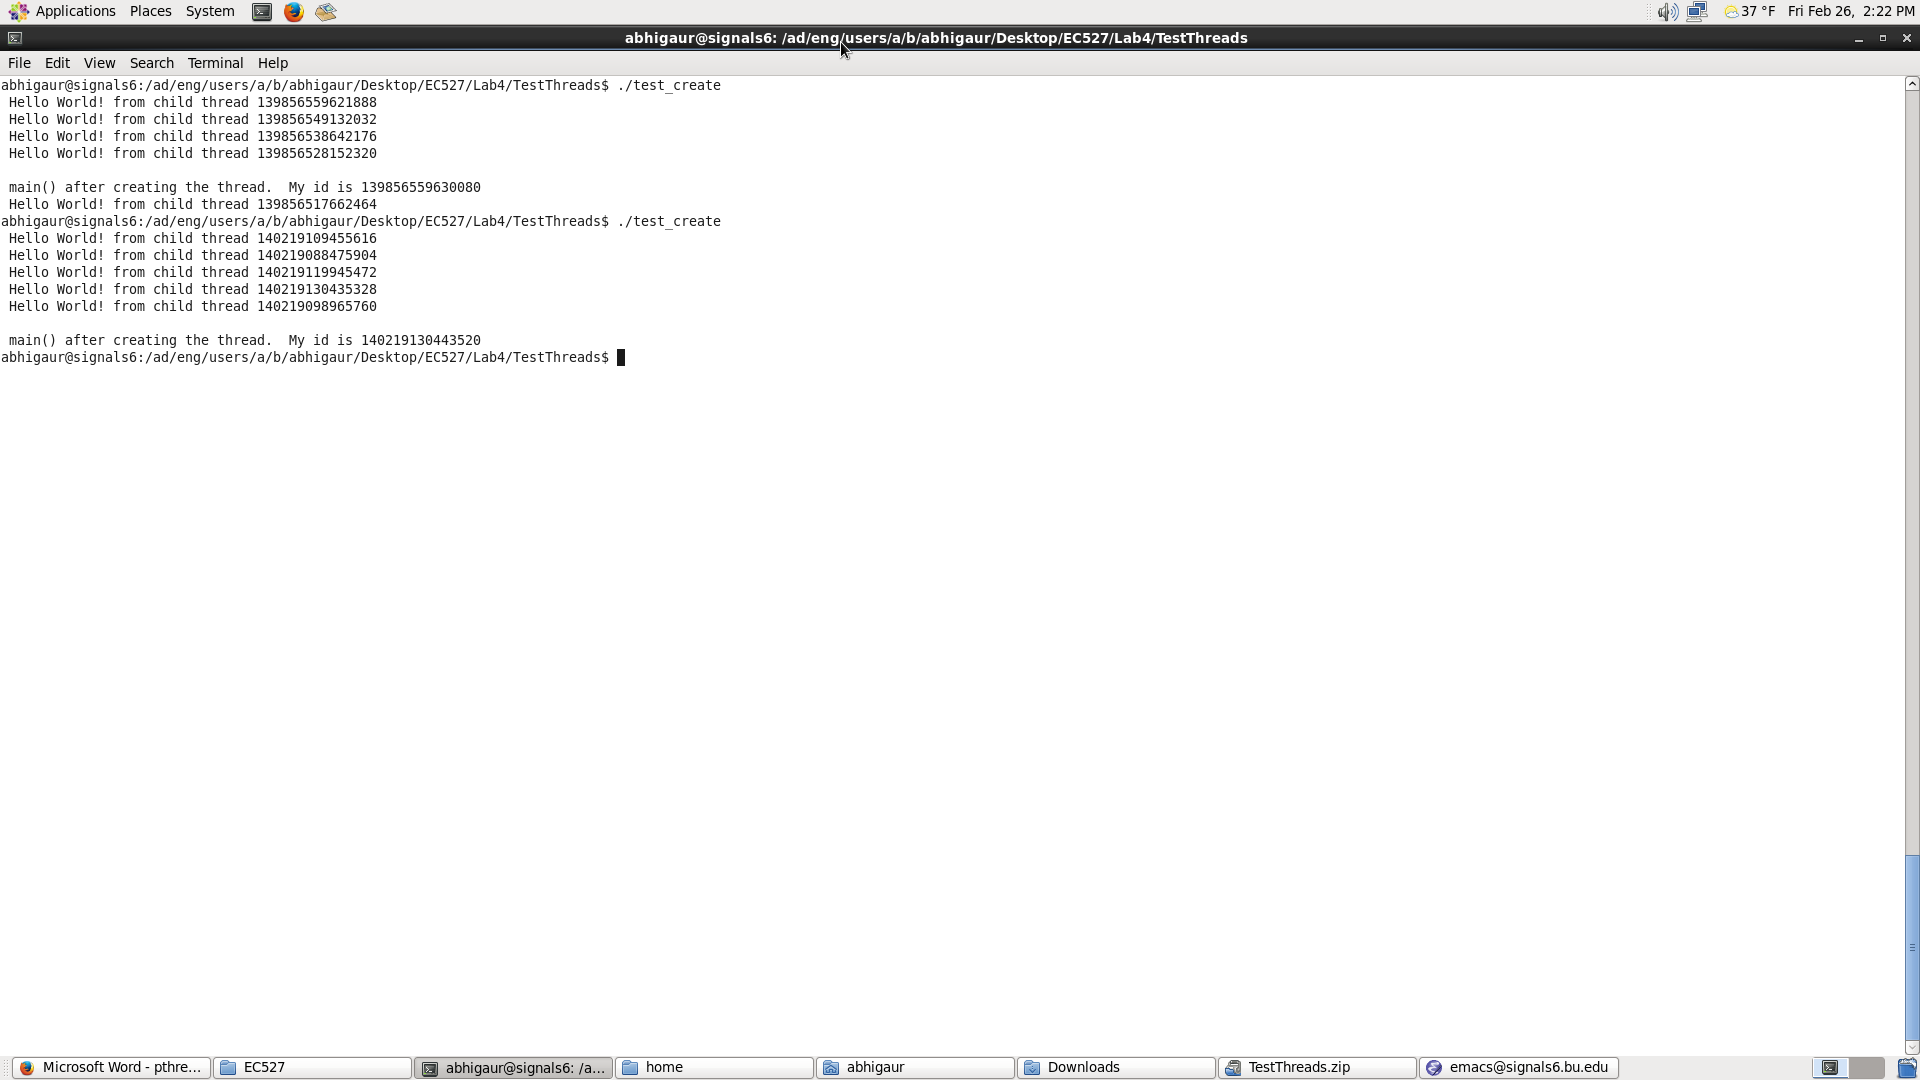 Applications Places System 37 °F Fri Feb 26, 2:22 PM
abhigaur@signals6: /ad/eng/users/a/b/abhigaur/Desktop/EC527/Lab4/TestThreads
File Edit View Search Terminal Help
abhigaur@signals6:/ad/eng/users/a/b/abhigaur/Desktop/EC527/Lab4/TestThreads$ ./test_create
Hello World! from child thread 139856559621888
Hello World! from child thread 139856549132032
Hello World! from child thread 139856538642176
Hello World! from child thread 139856528152320
main() after creating the thread.  My id is 139856559630080
Hello World! from child thread 139856517662464
abhigaur@signals6:/ad/eng/users/a/b/abhigaur/Desktop/EC527/Lab4/TestThreads$ ./test_create
Hello World! from child thread 140219109455616
Hello World! from child thread 140219088475904
Hello World! from child thread 140219119945472
Hello World! from child thread 140219130435328
Hello World! from child thread 140219098965760
main() after creating the thread.  My id is 140219130443520
abhigaur@signals6:/ad/eng/users/a/b/abhigaur/Desktop/EC527/Lab4/TestThreads$
Microsoft Word - pthre... EC527 abhigaur@signals6: /a... home abhigaur Downloads TestThreads.zip emacs@signals6.bu.edu